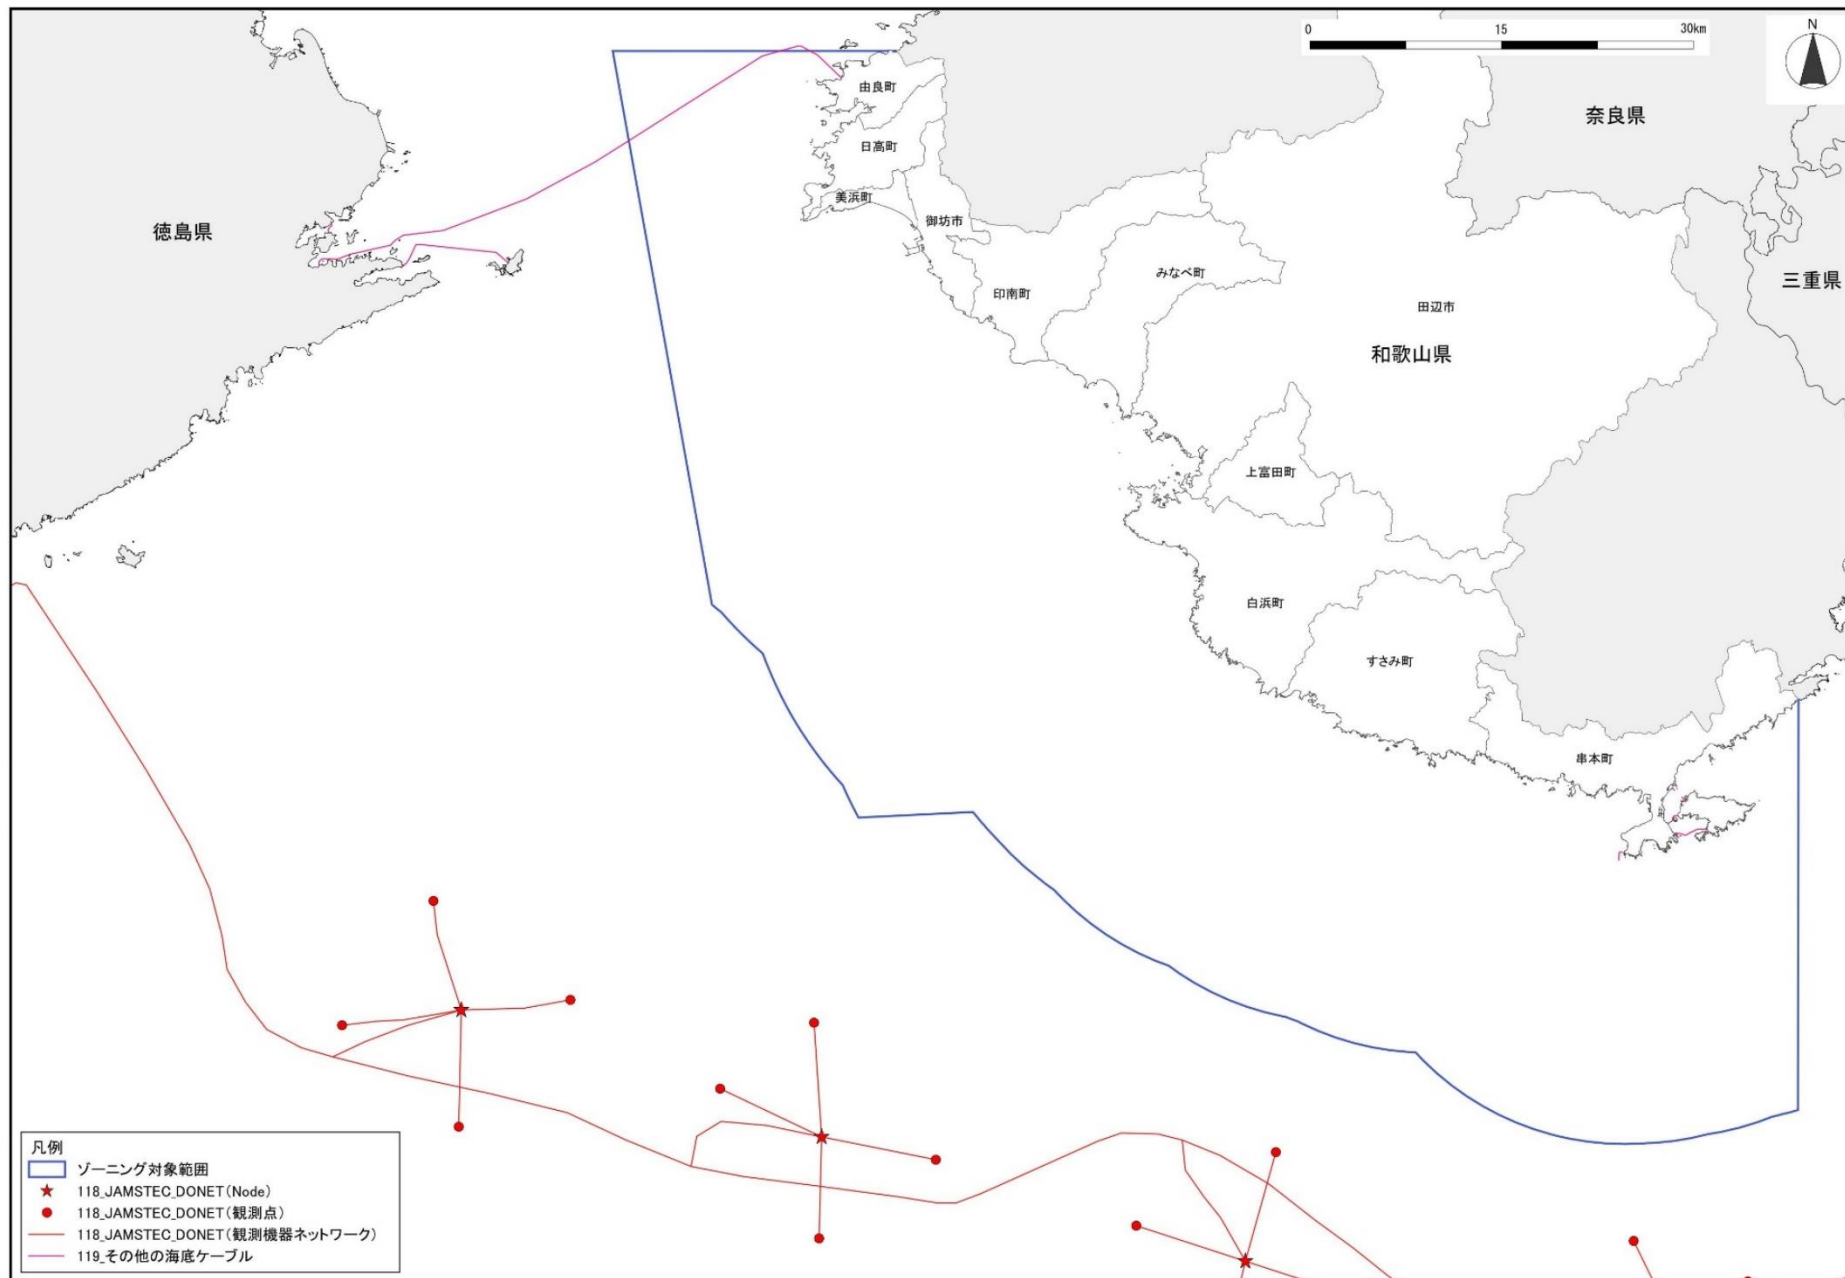 0 15 30km
N
由良町
奈良県
日高町
美浜町
御坊市
徳島県
みなべ町
三重県
印南町
田辺市
和歌山県
上富田町
白浜町
すさみ町
串本町
凡例
ゾーニング対象範囲
118_JAMSTEC_DONET(Node)
118_JAMSTEC_DONET(観測点)
118_JAMSTEC_DONET(観測機器ネットワーク)
119_その他の海底ケーブル